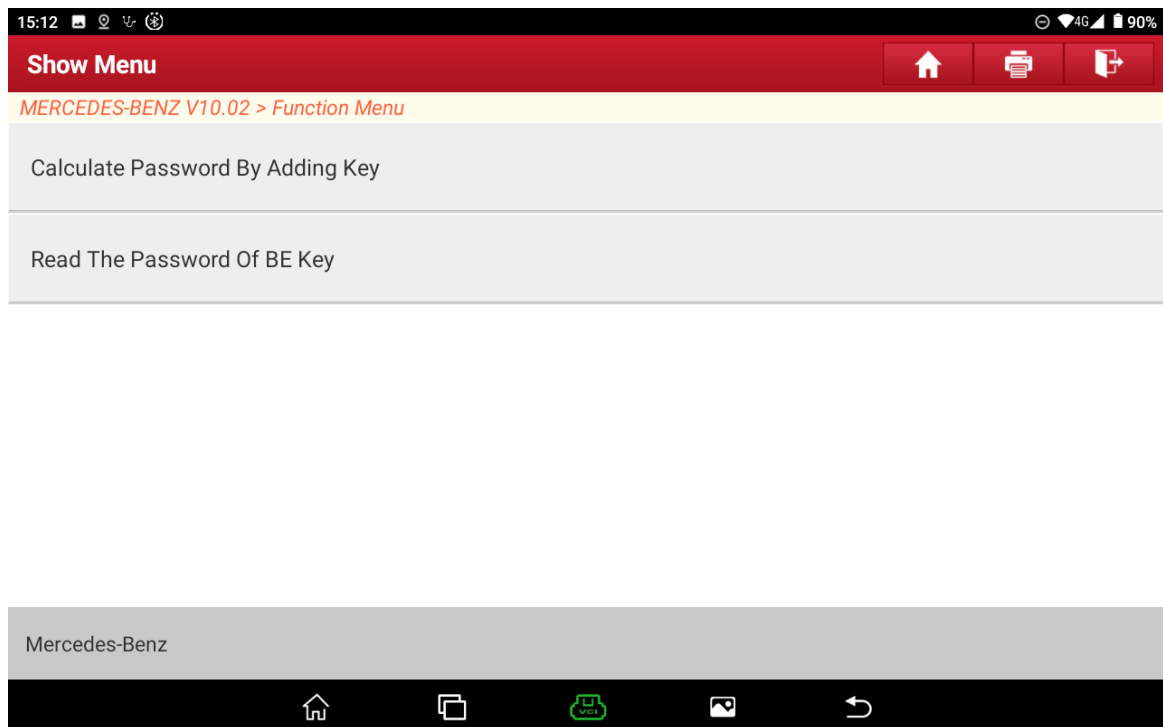 15:12
4G 90%
Show Menu
MERCEDES-BENZ V10.02 > Function Menu
Calculate Password By Adding Key
Read The Password Of BE Key
Mercedes-Benz
VCI